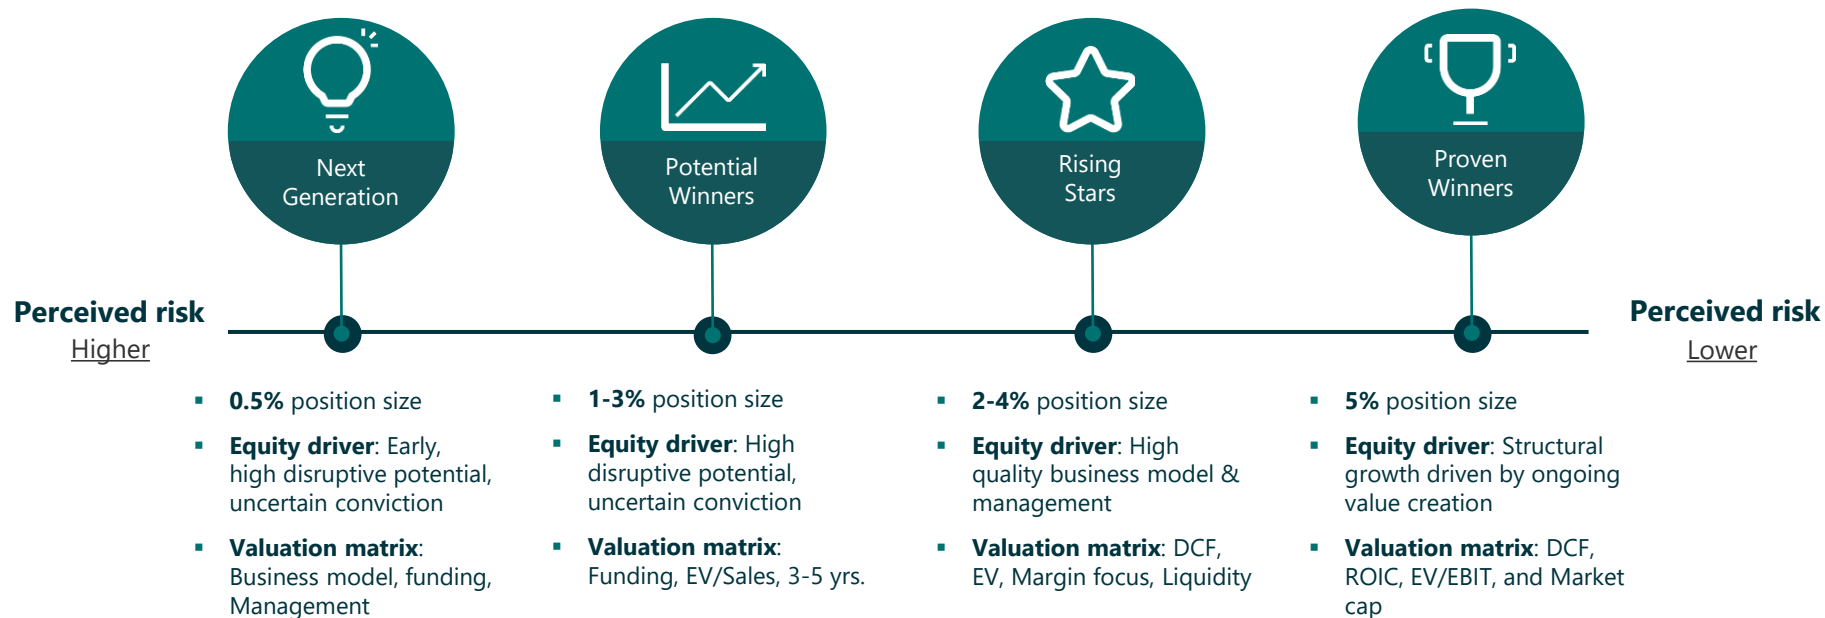 Next
Generation
Potential
Winners
Rising
Stars
Proven
Winners
Perceived risk
Higher
Perceived risk
Lower
▪ 0.5% position size
▪ Equity driver: Early,
high disruptive potential,
uncertain conviction
▪ Valuation matrix:
Business model, funding,
Management
▪ 1-3% position size
▪ Equity driver: High
disruptive potential,
uncertain conviction
▪ Valuation matrix:
Funding, EV/Sales, 3-5 yrs.
▪ 2-4% position size
▪ Equity driver: High
quality business model &
management
▪ Valuation matrix: DCF,
EV, Margin focus, Liquidity
▪ 5% position size
▪ Equity driver: Structural
growth driven by ongoing
value creation
▪ Valuation matrix: DCF,
ROIC, EV/EBIT, and Market
cap